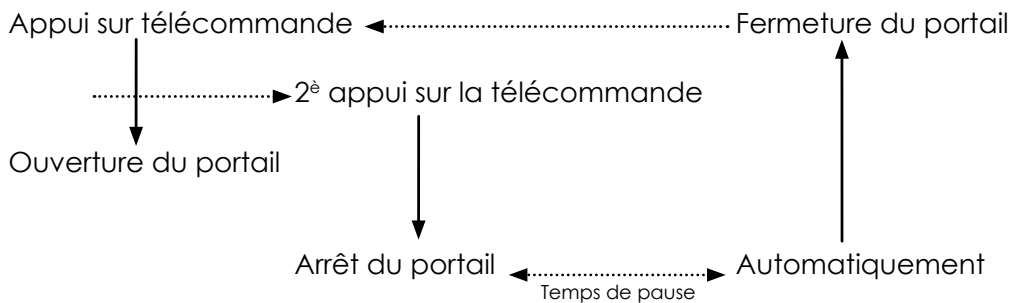 Appui sur télécommande
Fermeture du portail
2è appui sur la télécommande
Ouverture du portail
Arrêt du portail
Automatiquement
Temps de pause